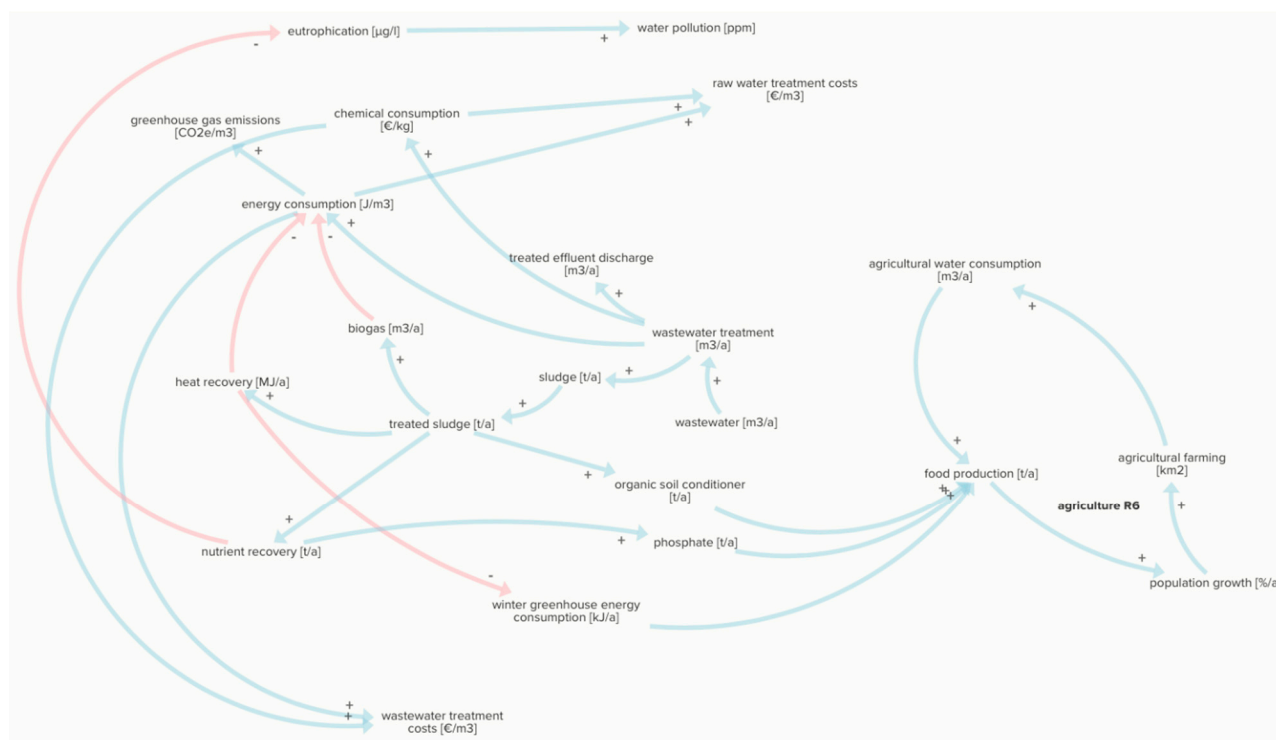 eutrophication [µg/l]
water pollution [ppm]
-
+
raw water treatment costs
[€/m3]
greenhouse gas emissions
[CO2e/m3]
chemical consumption
[€/kg]
+
+
+
+
energy consumption [J/m3]
+
-
-
treated effluent discharge
[m3/a]
agricultural water consumption
[m3/a]
+
+
biogas [m3/a]
wastewater treatment
[m3/a]
+
+
+
heat recovery [MJ/a]
sludge [t/a]
+
+
treated sludge [t/a]
wastewater [m3/a]
+
agricultural farming
[km2]
+
food production [t/a]
organic soil conditioner
[t/a]
+
+
+
agriculture R6
+
+
nutrient recovery [t/a]
+
phosphate [t/a]
+
-
population growth [%/a
winter greenhouse energy
consumption [kJ/a]
+
+
wastewater treatment
costs [€/m3]